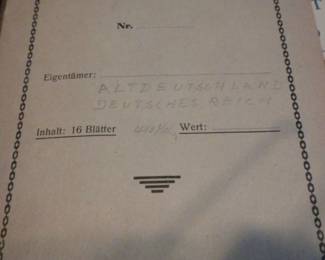 Nr.
Eigentümer:
ALTDEUTSCHLAND
DEUTSCHES REICH
Inhalt: 16 Blätter Wert: